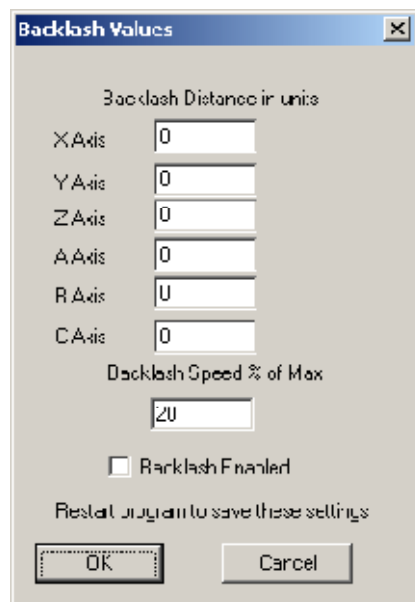 Backlash Values
Backlash Distance in units
X Axis 0
Y Axis 0
Z Axis 0
A Axis 0
B Axis 0
C Axis 0
Backlash Speed % of Max
20
Backlash Enabled
Restart program to save these settings
OK Cancel